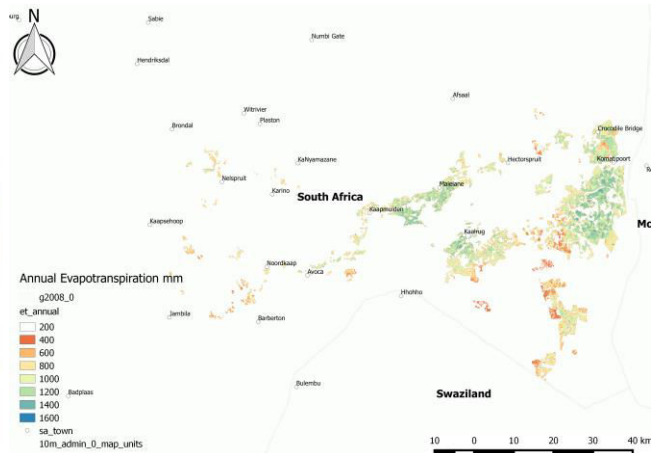 N
Sabie
Numbi Gate
Hendriksdal
Afsaal
Witrivier
Plaston
Brondal
Crocodile Bridge
KaNyamazane
Hectorspruit
Komatipoort
Nelspruit
Malelane
Karino
South Africa
Kaapmuiden
Kaapsehoop
Kaalrug
Noordkaap
Avoca
Hhohho
Jambila
Barberton
Bulembu
Badplaas
Swaziland
Annual Evapotranspiration mm
g2008_0
et_annual
200
400
600
800
1000
1200
1400
1600
sa_town
10m_admin_0_map_units
10 0 10 20 30 40 km